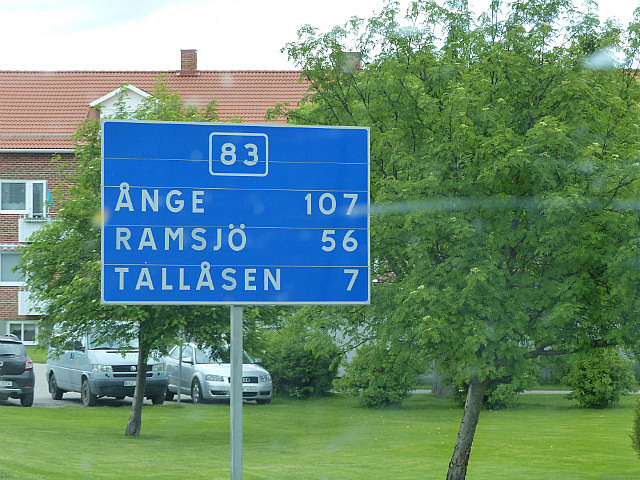 83
ÅNGE 107
RAMSJÖ 56
TALLÅSEN 7